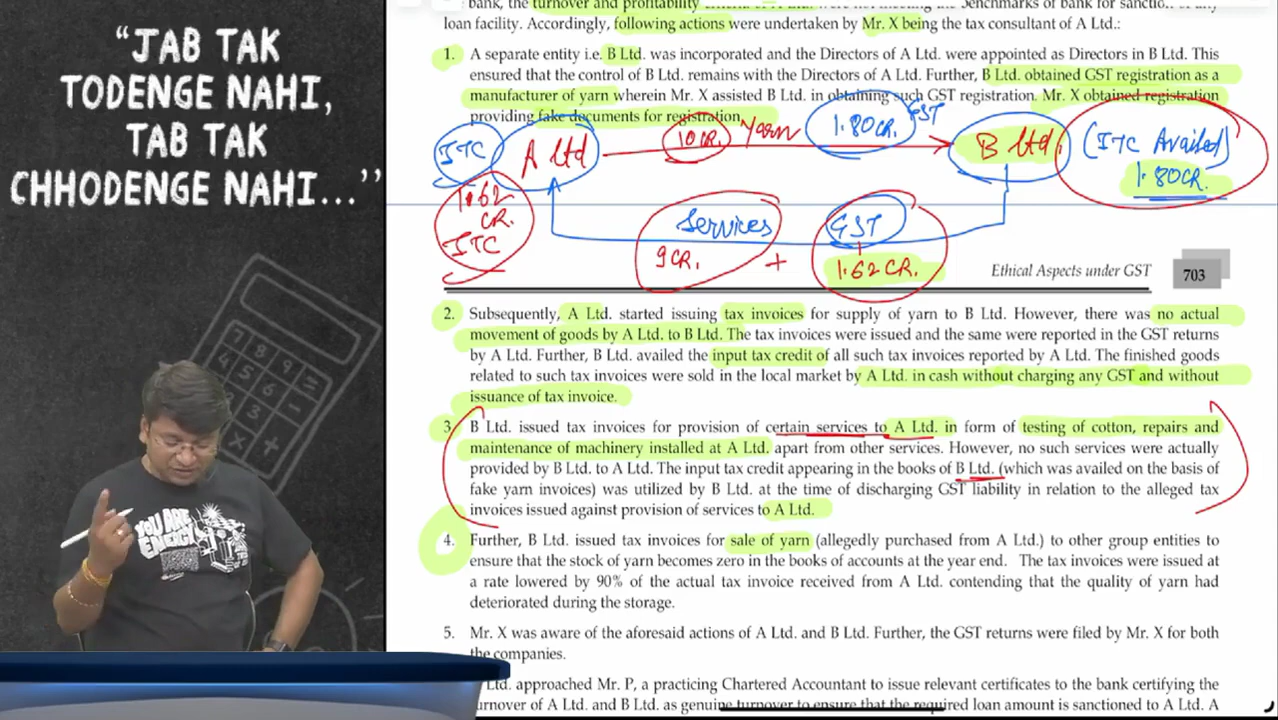 “JAB TAK
TODENGE NAHI,
TAB TAK
CHHODENGE NAHI...’’
YOU ARE
ENERGY
bank, the turnover and profitability
loan facility. Accordingly, following actions were undertaken by Mr. X being the tax consultant of A Ltd.:
1. A separate entity i.e. B Ltd. was incorporated and the Directors of A Ltd. were appointed as Directors in B Ltd. This
ensured that the control of B Ltd. remains with the Directors of A Ltd. Further, B Ltd. obtained GST registration as a
manufacturer of yarn wherein Mr. X assisted B Ltd. in obtaining such GST registration. Mr. X obtained registration
providing fake documents for registration.
ITC A Ltd 10 CR. Yarn 1.80 CR. GST B Ltd. (ITC Availed)
1.80 CR.
1.62
CR.
ITC
Services GST
9 CR. + 1.62 CR.
Ethical Aspects under GST 703
2. Subsequently, A Ltd. started issuing tax invoices for supply of yarn to B Ltd. However, there was no actual
movement of goods by A Ltd. to B Ltd. The tax invoices were issued and the same were reported in the GST returns
by A Ltd. Further, B Ltd. availed the input tax credit of all such tax invoices reported by A Ltd. The finished goods
related to such tax invoices were sold in the local market by A Ltd. in cash without charging any GST and without
issuance of tax invoice.
3. B Ltd. issued tax invoices for provision of certain services to A Ltd. in form of testing of cotton, repairs and
maintenance of machinery installed at A Ltd. apart from other services. However, no such services were actually
provided by B Ltd. to A Ltd. The input tax credit appearing in the books of B Ltd. (which was availed on the basis of
fake yarn invoices) was utilized by B Ltd. at the time of discharging GST liability in relation to the alleged tax
invoices issued against provision of services to A Ltd.
4. Further, B Ltd. issued tax invoices for sale of yarn (allegedly purchased from A Ltd.) to other group entities to
ensure that the stock of yarn becomes zero in the books of accounts at the year end. The tax invoices were issued at
a rate lowered by 90% of the actual tax invoice received from A Ltd. contending that the quality of yarn had
deteriorated during the storage.
5. Mr. X was aware of the aforesaid actions of A Ltd. and B Ltd. Further, the GST returns were filed by Mr. X for both
the companies.
Ltd. approached Mr. P, a practicing Chartered Accountant to issue relevant certificates to the bank certifying the
turnover of A Ltd. and B Ltd. as genuine turnover to ensure that the required loan amount is sanctioned to A Ltd. A